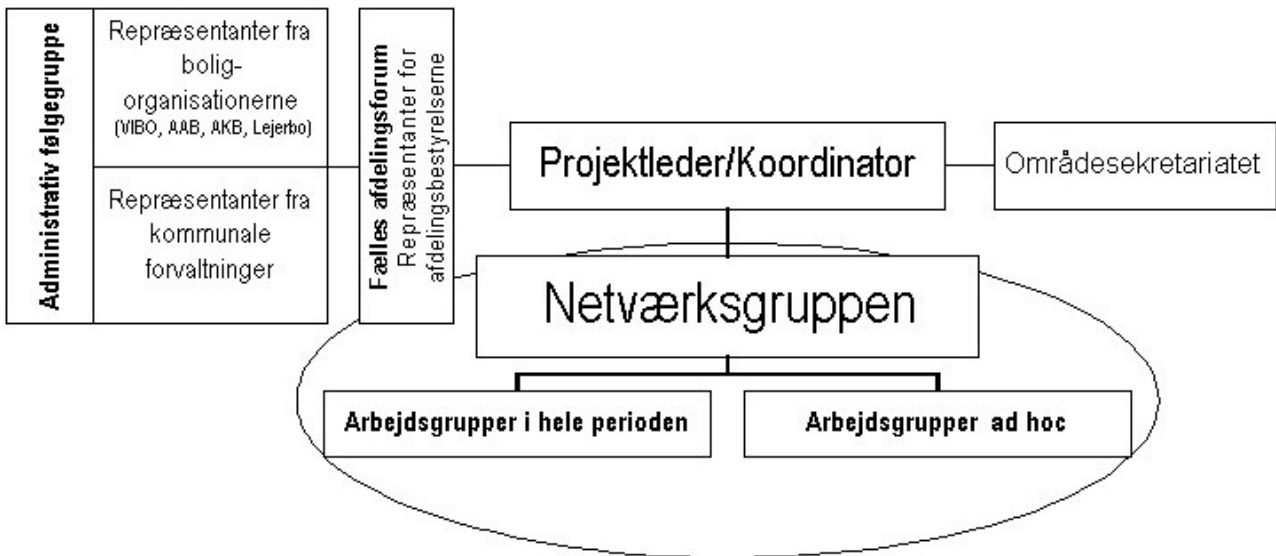 Administrativ følgegruppe
Repræsentanter fra
bolig-
organisationerne
(VIBO, AAB, AKB, Lejerbo)
Repræsentanter fra
kommunale
forvaltninger
Fælles afdelingsforum
Repræsentanter for
afdelingsbestyrelserne
Projektleder/Koordinator
Områdesekretariatet
Netværksgruppen
Arbejdsgrupper i hele perioden
Arbejdsgrupper ad hoc